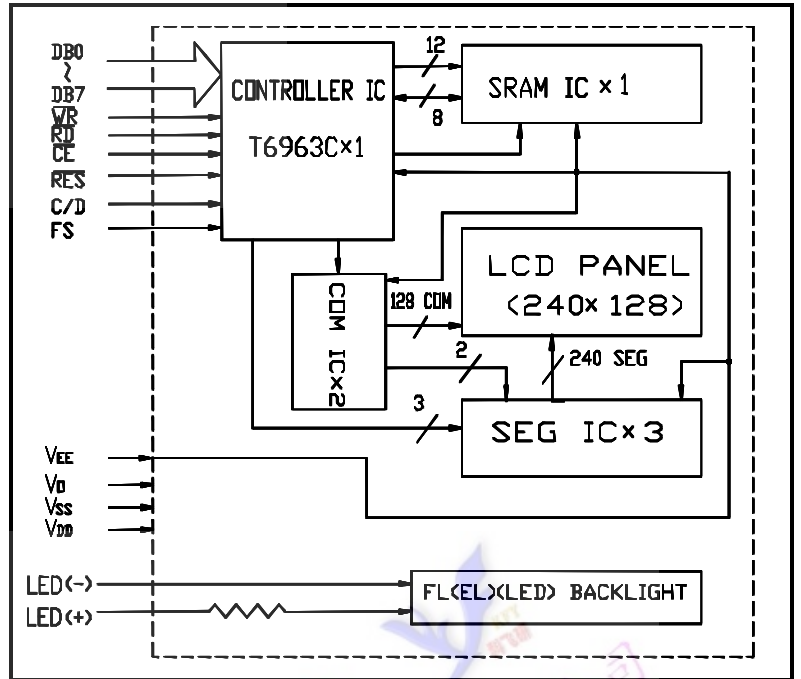 DB0
~
DB7
WR
RD
CE
RES
C/D
FS
CONTROLLER IC
T6963C×1
12
8
SRAM IC × 1
COM IC×2
128 COM
LCD PANEL
(240× 128)
2
240 SEG
3
SEG IC× 3
VEE
V0
VSS
VDD
LED(-)
LED(+)
FL(EL)(LED) BACKLIGHT